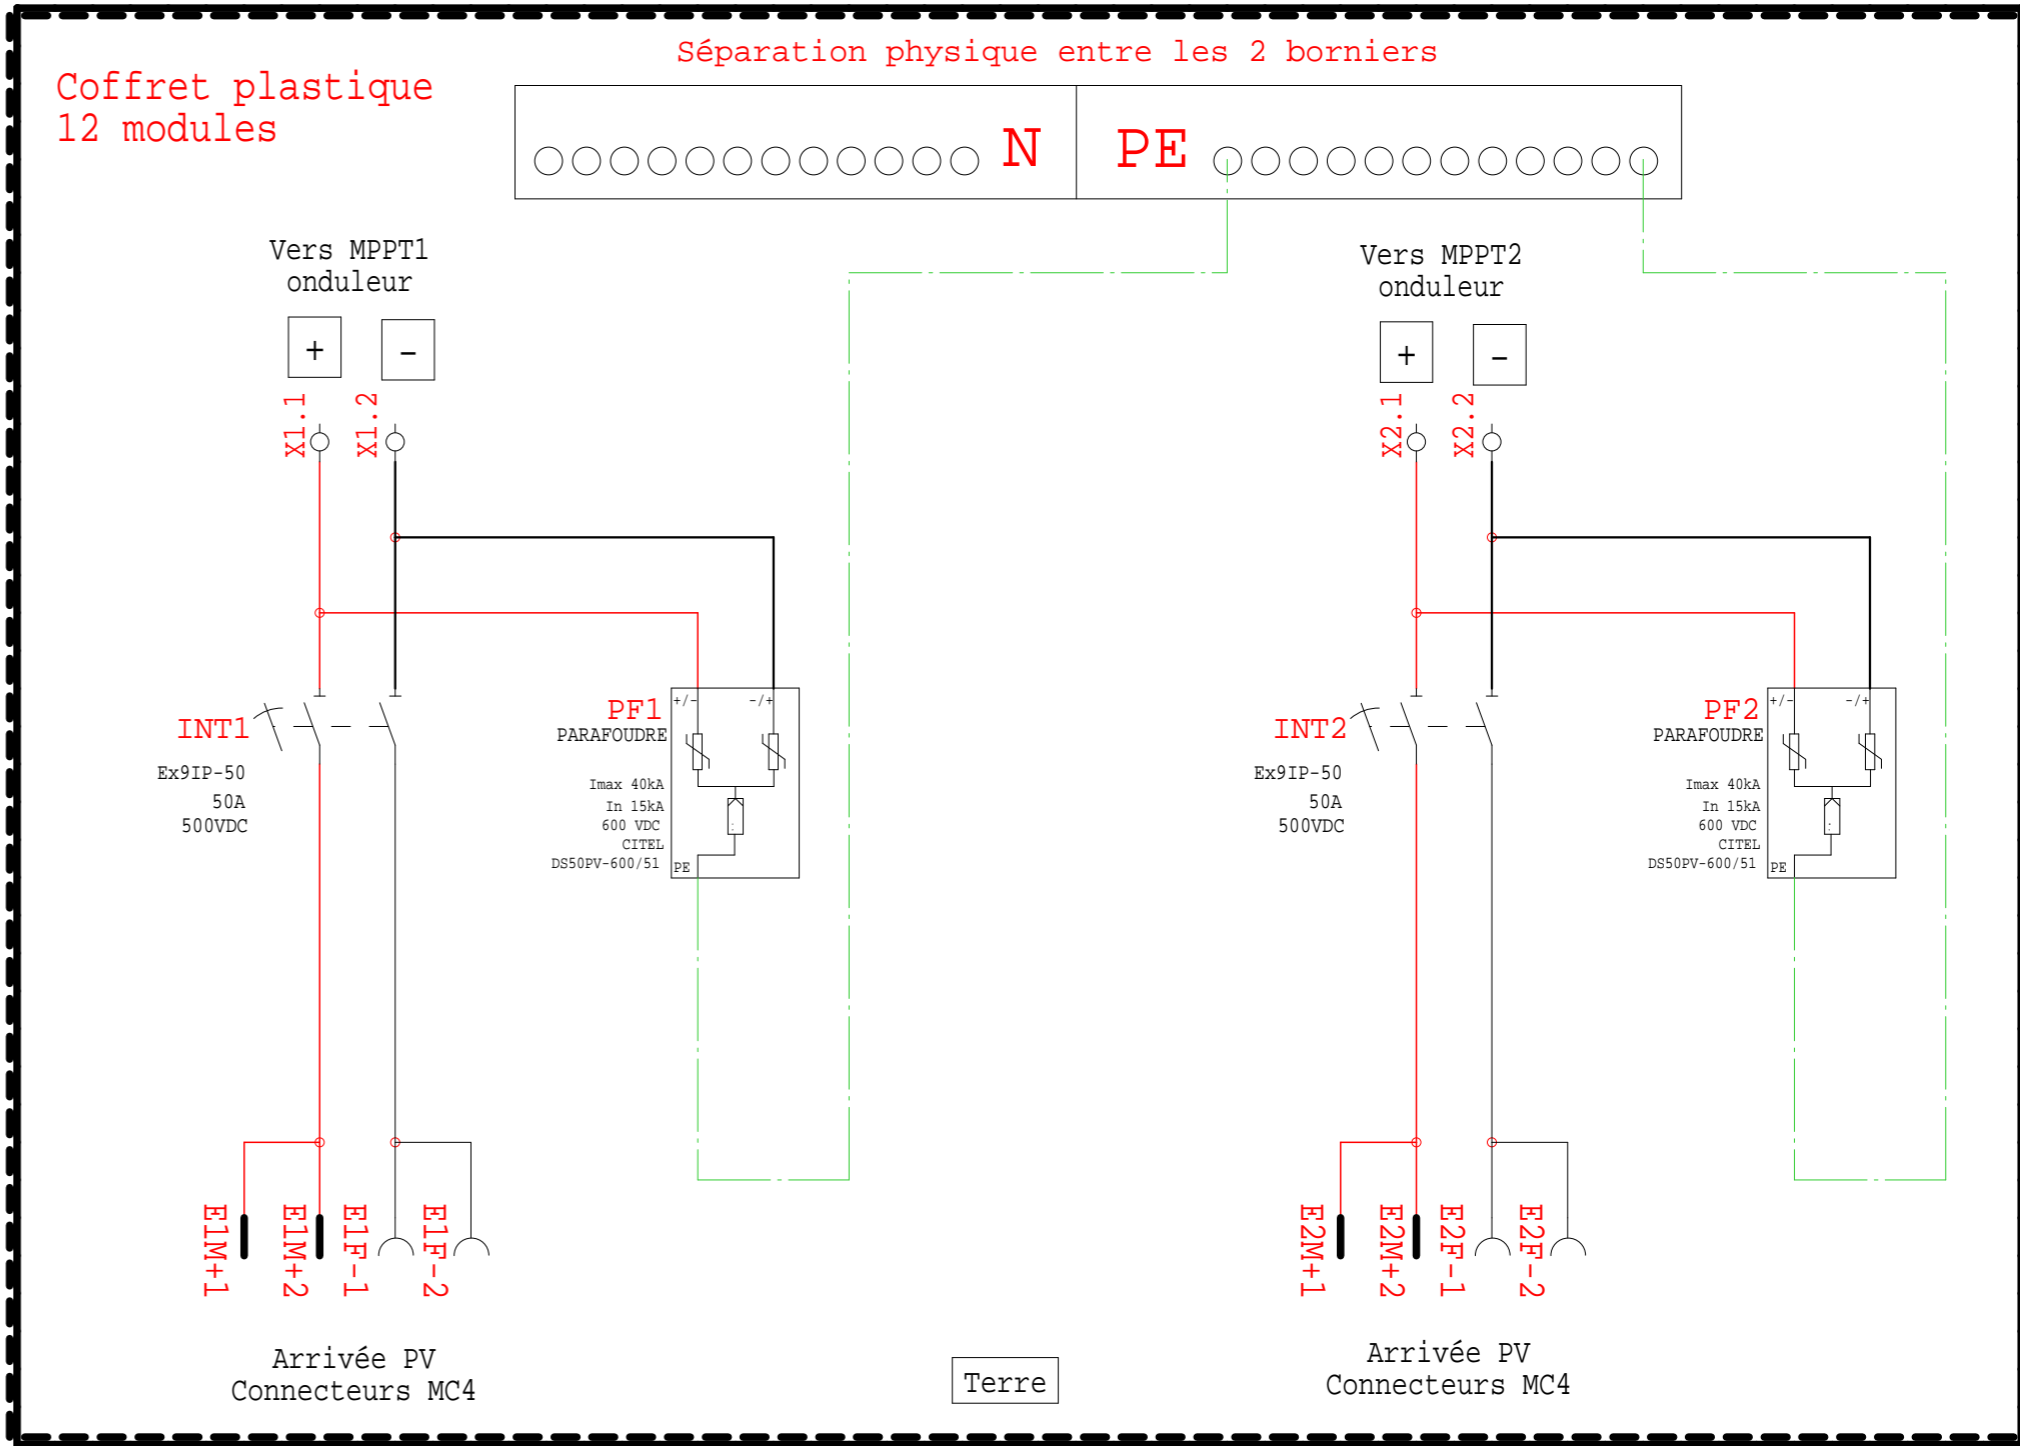 Séparation physique entre les 2 borniers
Coffret plastique
12 modules
N
PE
Vers MPPT1
onduleur
+
-
X1.1
X1.2
INT1
Ex9IP-50
50A
500VDC
PF1
PARAFOUDRE
Imax 40kA
In 15kA
600 VDC
CITEL
DS50PV-600/51
+/-
-/+
PE
E1M+1
E1M+2
E1F-1
E1F-2
Arrivée PV
Connecteurs MC4
Terre
Vers MPPT2
onduleur
+
-
X2.1
X2.2
INT2
Ex9IP-50
50A
500VDC
PF2
PARAFOUDRE
Imax 40kA
In 15kA
600 VDC
CITEL
DS50PV-600/51
+/-
-/+
PE
E2M+1
E2M+2
E2F-1
E2F-2
Arrivée PV
Connecteurs MC4